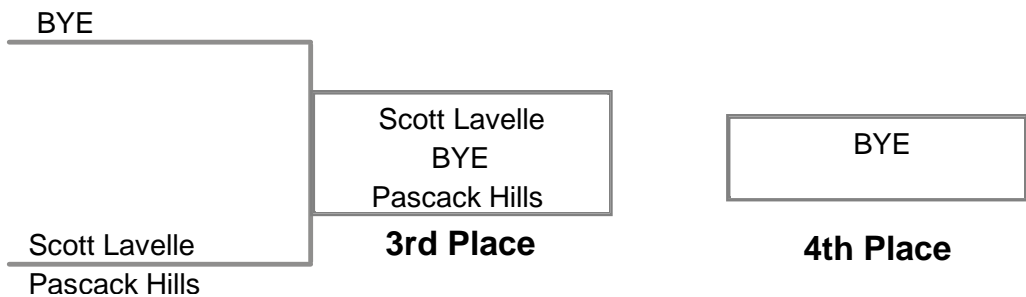 BYE
Scott Lavelle
Pascack Hills
Scott Lavelle
BYE
Pascack Hills
3rd Place
BYE
4th Place